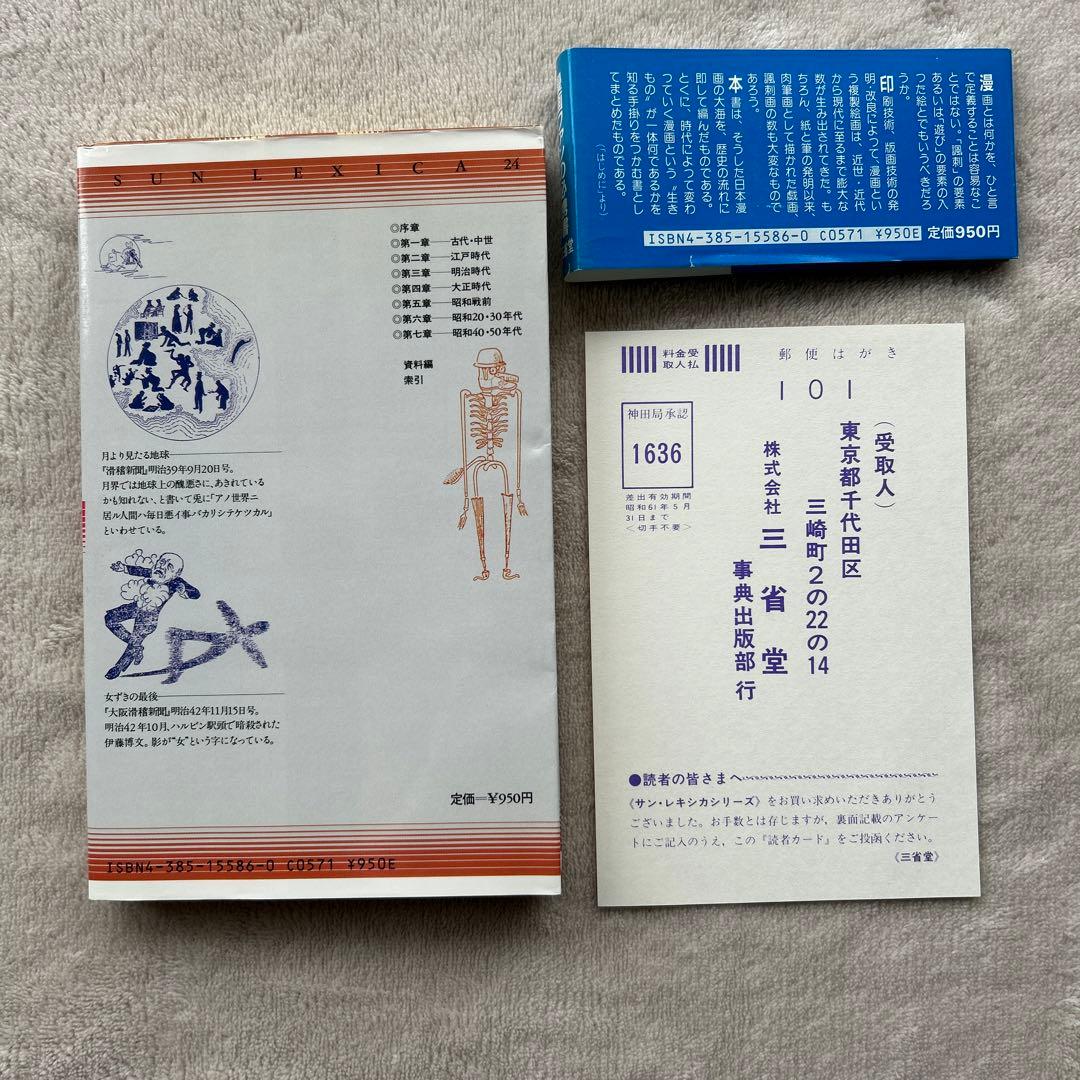 SUN LEXICA 24
◎序章
◎第一章――古代・中世
◎第二章――江戸時代
◎第三章――明治時代
◎第四章――大正時代
◎第五章――昭和戦前
◎第六章――昭和20・30年代
◎第七章――昭和40・50年代
資料編
索引
月より見たる地球
『滑稽新聞』明治39年9月20日号。
月界では地球上の醜悪さに、あきれている
かも知れない、と書いて兎に「アノ世界ニ
居ル人間ハ毎日悪イ事バカリシテケツカル」
といわせている。
女ずきの最後
『大阪滑稽新聞』明治42年11月15日号。
明治42年10月、ハルビン駅頭で暗殺された
伊藤博文。影が“女”という字になっている。
定価=¥950円
ISBN4-385-15586-0 C0571 ¥950E
漫画とは何かを、ひと言
で定義することは容易なこ
とではない。「諷刺」の要素
あるいは「遊び」の要素の入
った絵とでもいうべきだろ
うか。
印刷技術、版画技術の発
明・改良によって、漫画とい
う複製絵画は、近世・近代
から現代に至るまで膨大な
数が生み出されてきた。も
ちろん、紙と筆の発明以来、
肉筆画として描かれた戯画、
諷刺画の数も大変なもので
あろう。
本書は、そうした日本漫
画の大海を、歴史の流れに
即して編んだものである。
とくに、時代によって変わ
っていく漫画という“生き
もの”が一体何であるかを
知る手掛りをつかむ書とし
てまとめたものである。
(「はじめに」より)
ISBN4-385-15586-0 C0571 ¥950E 定価950円
料金受
取人払
郵便はがき
101
神田局承認
1636
差出有効期間
昭和61年5月
31日まで
<切手不要>
(受取人)
東京都千代田区
三崎町2の22の14
株式会社 三省堂
事典出版部 行
●読者の皆さまへ
《サン・レキシカシリーズ》をお買い求めいただきありがとう
ございました。お手数とは存じますが、裏面記載のアンケー
トにご記入のうえ、この『読者カード』をご投函ください。
《三省堂》